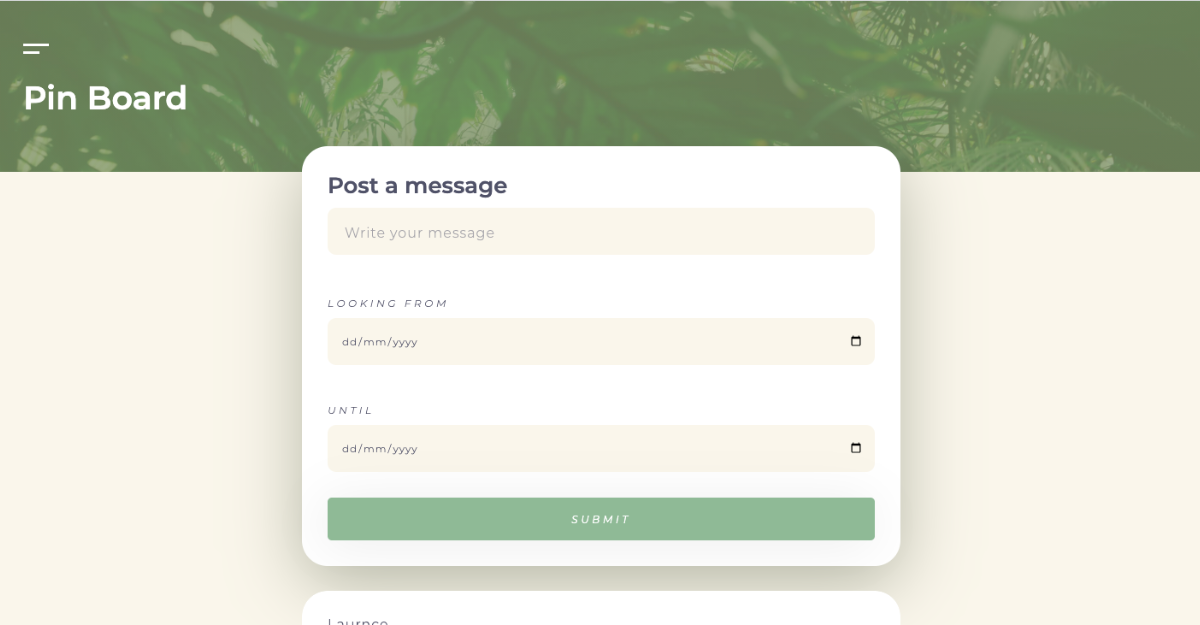 Pin Board
Post a message
Write your message
LOOKING FROM
dd/mm/yyyy
UNTIL
dd/mm/yyyy
SUBMIT
Laurnce